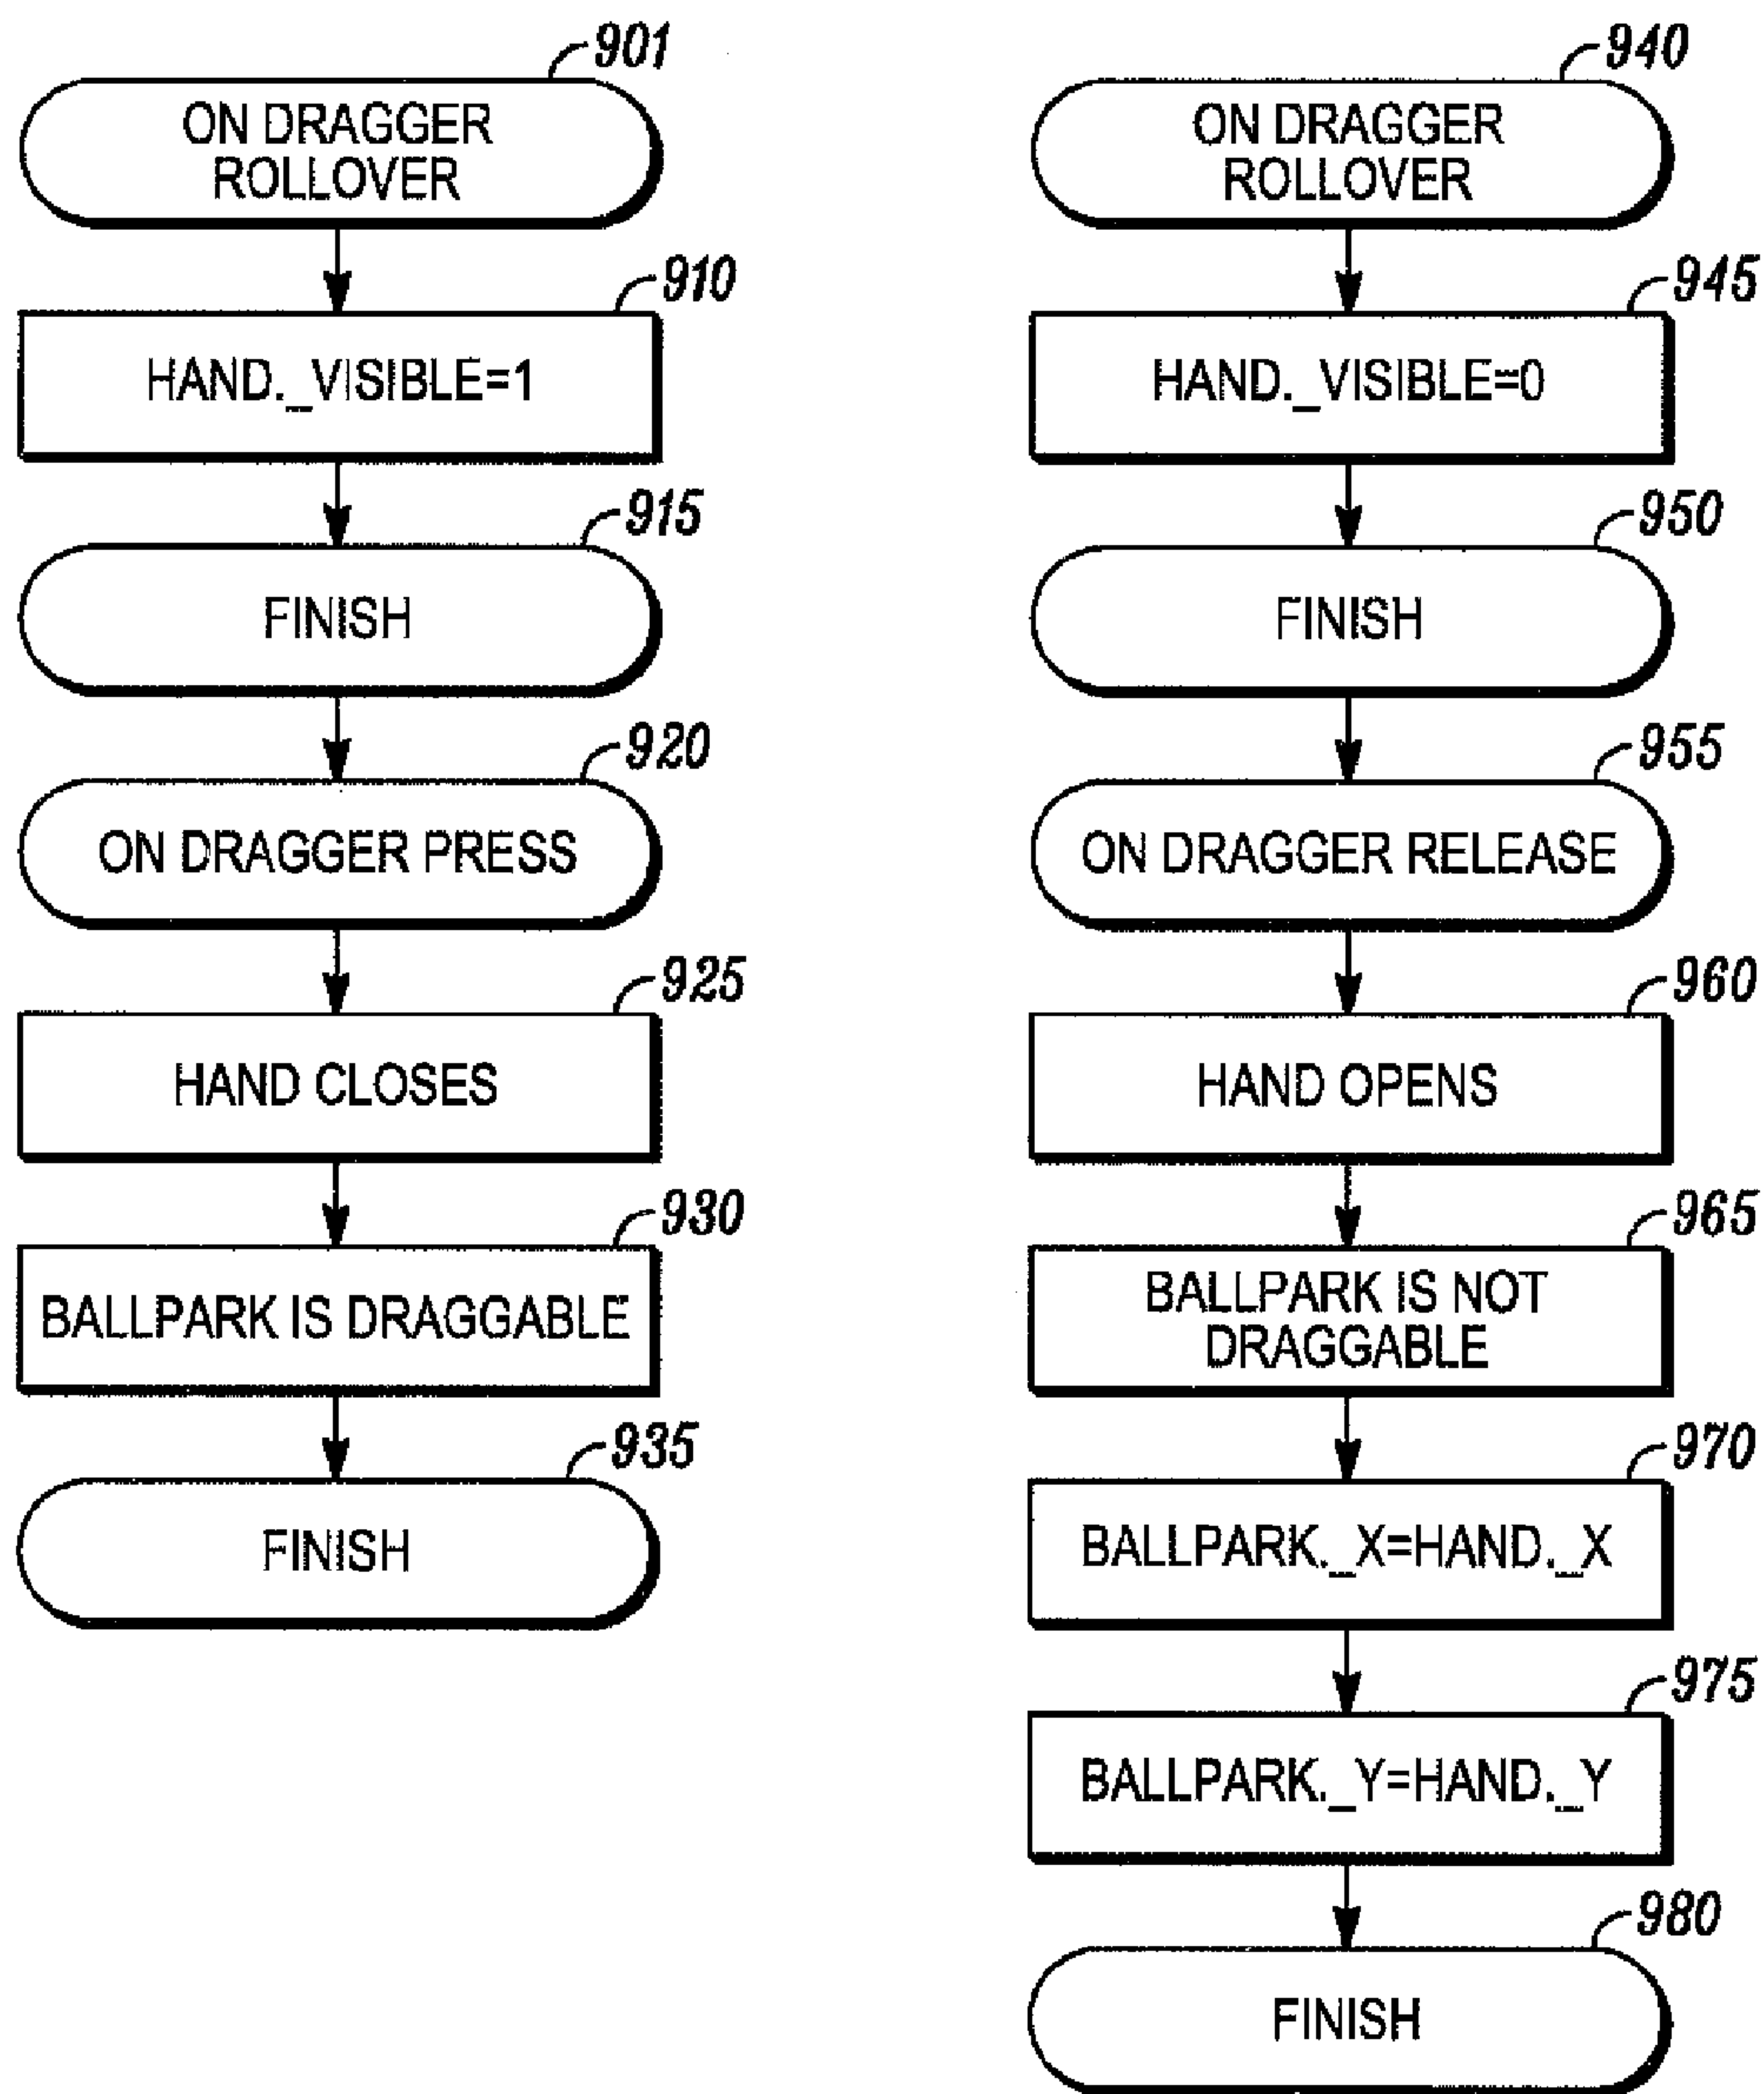 901
ON DRAGGER
ROLLOVER
910
HAND._VISIBLE=1
915
FINISH
920
ON DRAGGER PRESS
925
HAND CLOSES
930
BALLPARK IS DRAGGABLE
935
FINISH
940
ON DRAGGER
ROLLOVER
945
HAND._VISIBLE=0
950
FINISH
955
ON DRAGGER RELEASE
960
HAND OPENS
965
BALLPARK IS NOT
DRAGGABLE
970
BALLPARK._X=HAND._X
975
BALLPARK._Y=HAND._Y
980
FINISH